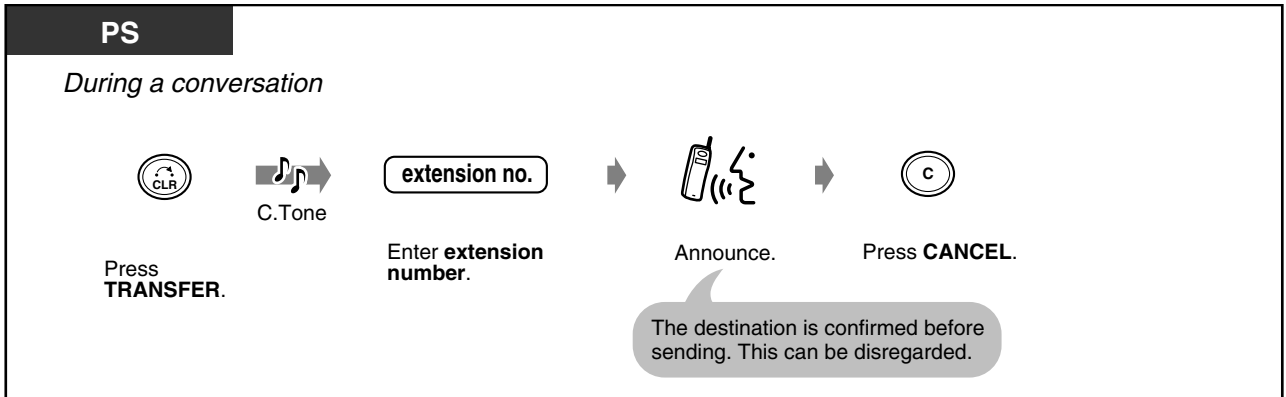 PS
During a conversation
CLR
C.Tone
extension no.
C
Press
TRANSFER.
Enter extension
number.
Announce.
Press CANCEL.
The destination is confirmed before
sending. This can be disregarded.